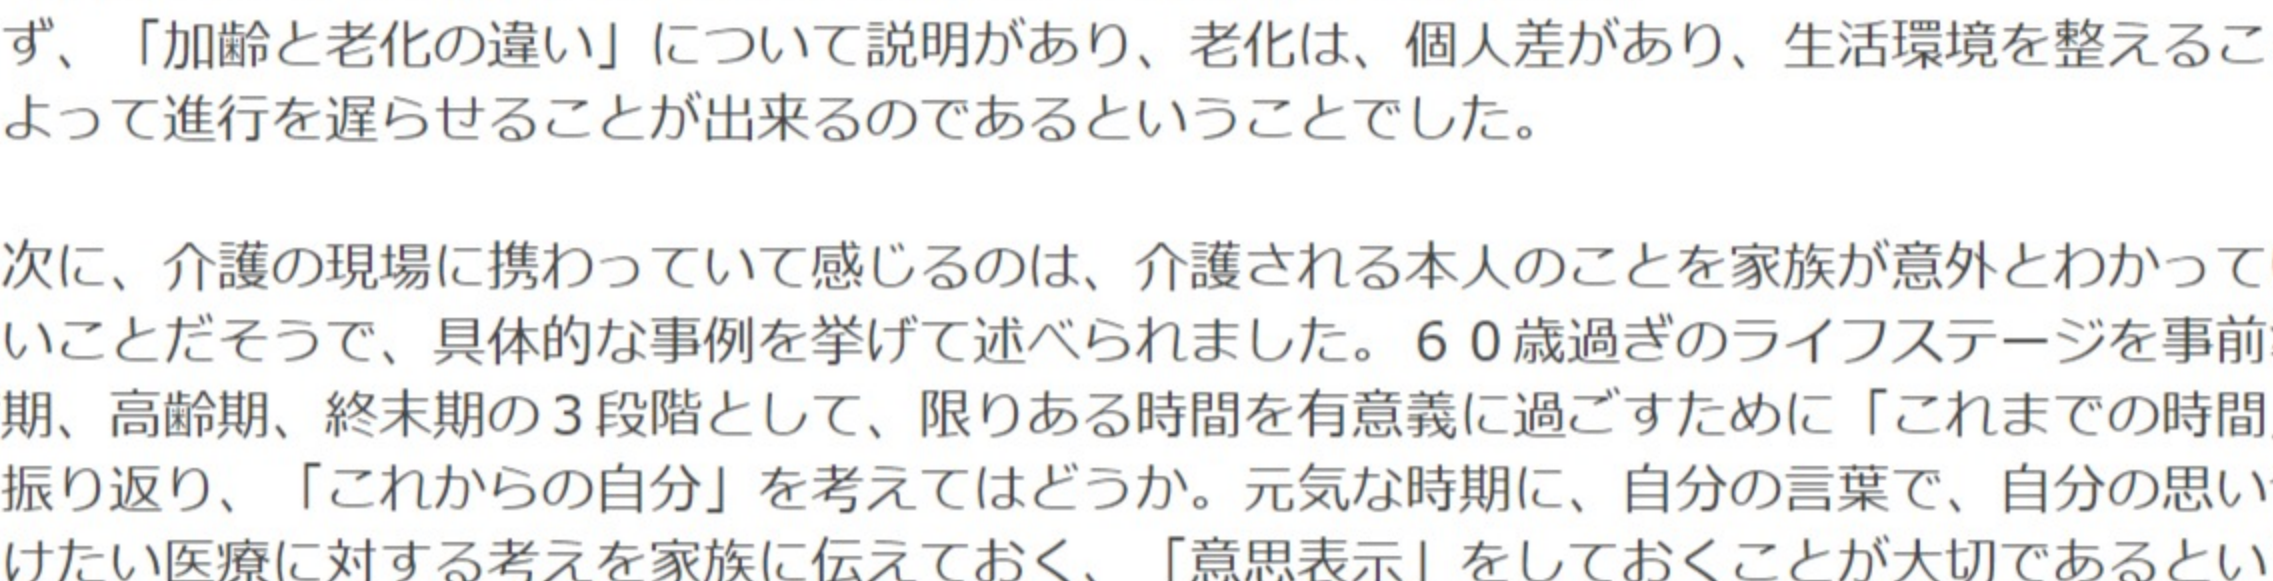 ず、「加齢と老化の違い」について説明があり、老化は、個人差があり、生活環境を整えるこ
よって進行を遅らせることが出来るのであるということでした。
次に、介護の現場に携わっていて感じるのは、介護される本人のことを家族が意外とわかって
いことだそうで、具体的な事例を挙げて述べられました。６０歳過ぎのライフステージを事前
期、高齢期、終末期の３段階として、限りある時間を有意義に過ごすために「これまでの時間
振り返り、「これからの自分」を考えてはどうか。元気な時期に、自分の言葉で、自分の思い
けたい医療に対する考えを家族に伝えておく、「意思表示」をしておくことが大切であるとい